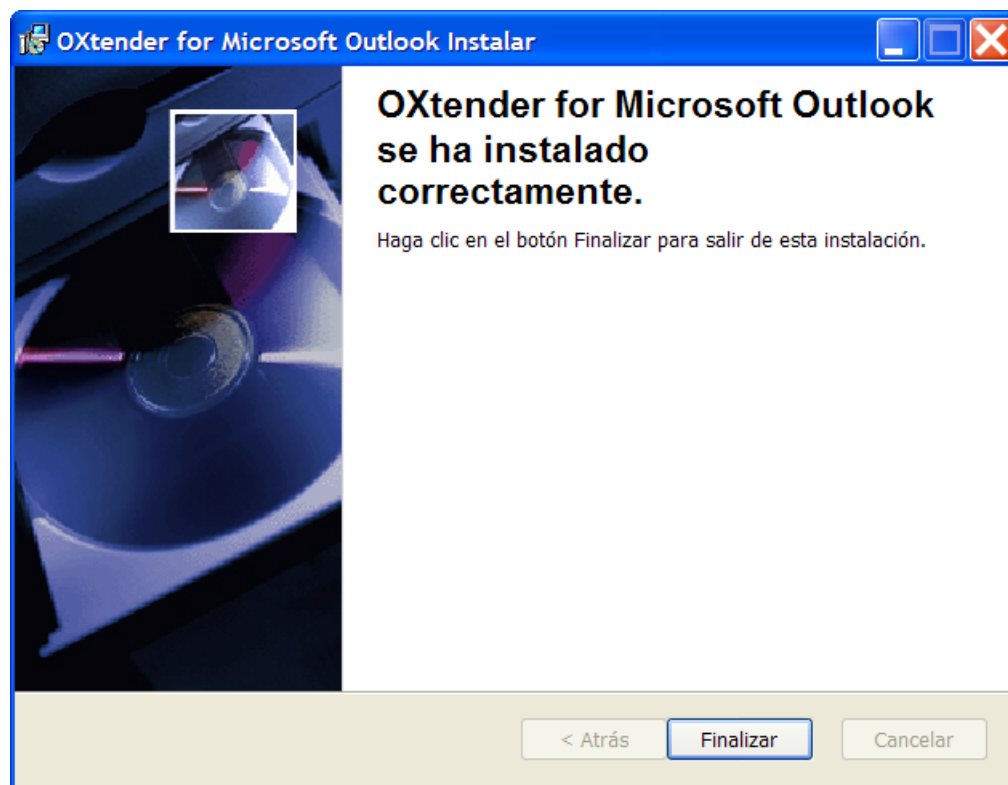 OXtender for Microsoft Outlook Instalar
OXtender for Microsoft Outlook
se ha instalado
correctamente.
Haga clic en el botón Finalizar para salir de esta instalación.
< Atrás
Finalizar
Cancelar